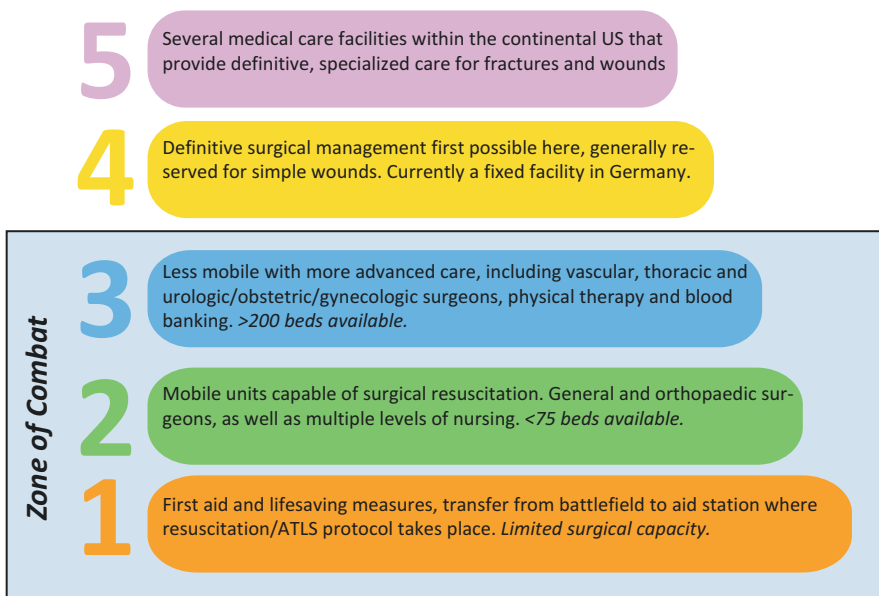 5
Several medical care facilities within the continental US that
provide definitive, specialized care for fractures and wounds
4
Definitive surgical management first possible here, generally re-
served for simple wounds. Currently a fixed facility in Germany.
Zone of Combat
3
Less mobile with more advanced care, including vascular, thoracic and
urologic/obstetric/gynecologic surgeons, physical therapy and blood
banking. >200 beds available.
2
Mobile units capable of surgical resuscitation. General and orthopaedic sur-
geons, as well as multiple levels of nursing. <75 beds available.
1
First aid and lifesaving measures, transfer from battlefield to aid station where
resuscitation/ATLS protocol takes place. Limited surgical capacity.